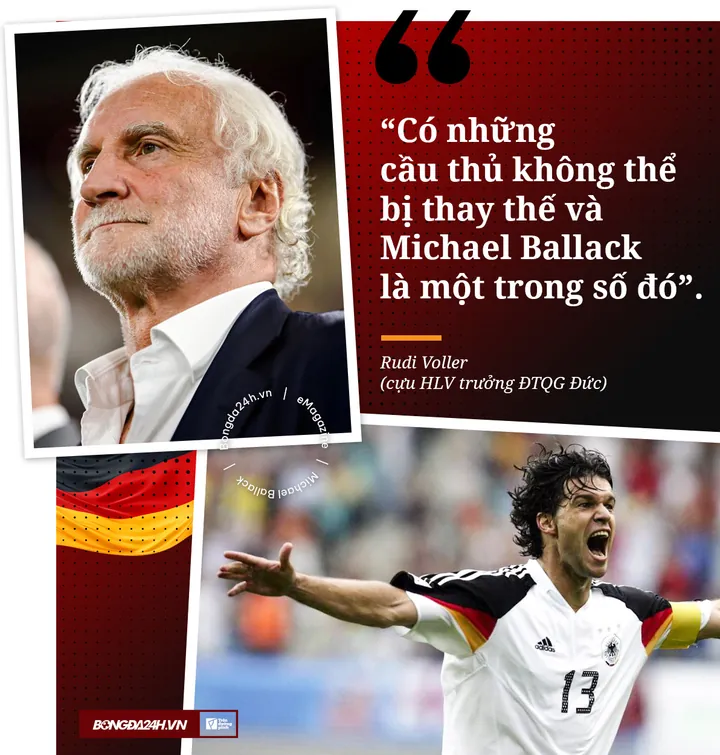 “Có những
cầu thủ không thể
bị thay thế và
Michael Ballack
là một trong số đó”.
Rudi Voller
(cựu HLV trưởng ĐTQG Đức)
Bongda24h.vn | eMagazine | Michael Ballack |
adidas
13
BONGDA24H.VN